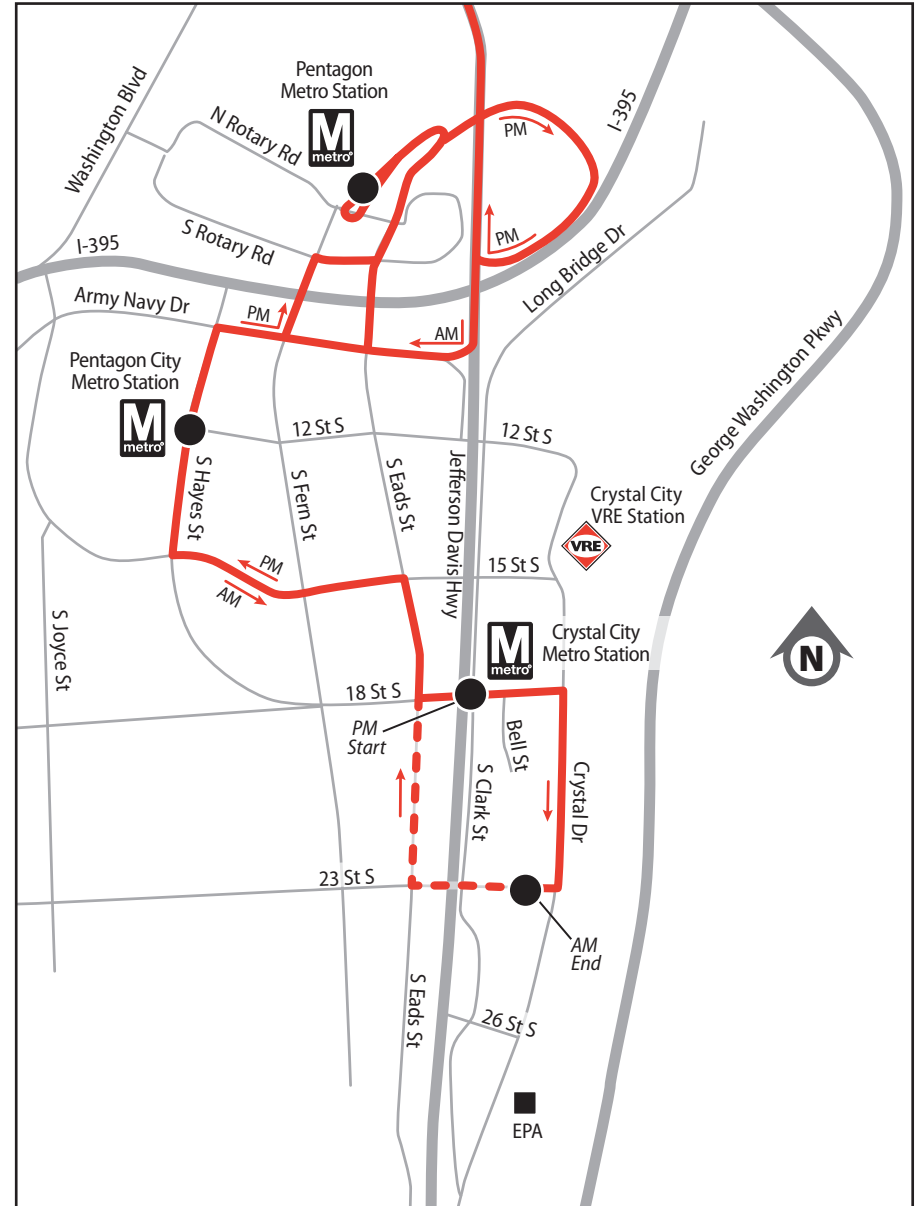 Washington Blvd
Pentagon
Metro Station
M
metro
N Rotary Rd
PM
I-395
S Rotary Rd
I-395
PM
Long Bridge Dr
Army Navy Dr
PM
AM
George Washington Pkwy
Pentagon City
Metro Station
M
metro
12 St S
12 St S
S Hayes St
S Fern St
S Eads St
Jefferson Davis Hwy
Crystal City
VRE Station
VRE
PM
AM
15 St S
S Joyce St
M
metro
Crystal City
Metro Station
N
18 St S
PM
Start
Bell St
S Clark St
Crystal Dr
23 St S
AM
End
S Eads St
26 St S
EPA